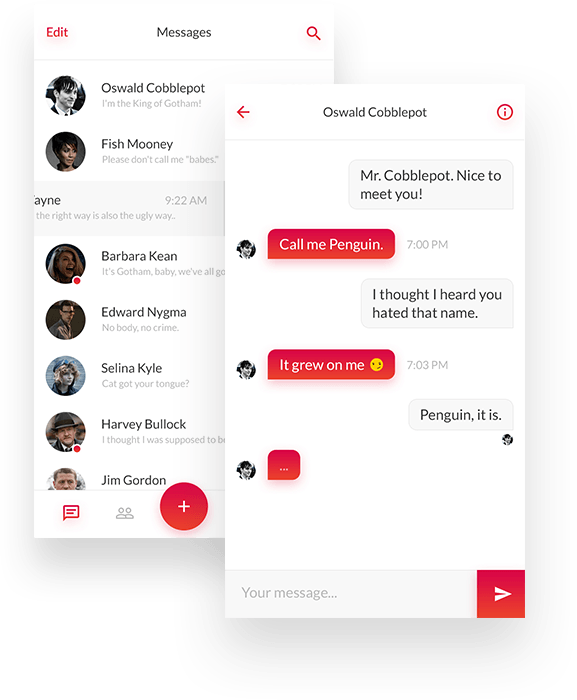 Edit
Messages
Oswald Cobblepot
I'm the King of Gotham!
Fish Mooney
Please don't call me "babes."
ayne
9:22 AM
the right way is also the ugly way..
Barbara Kean
It's Gotham, baby, we've all go
Edward Nygma
No body, no crime.
Selina Kyle
Cat got your tongue?
Harvey Bullock
I thought I was supposed to be
Jim Gordon
Oswald Cobblepot
Mr. Cobblepot. Nice to
meet you!
Call me Penguin.
7:00 PM
I thought I heard you
hated that name.
It grew on me 😏
7:03 PM
Penguin, it is.
...
Your message...